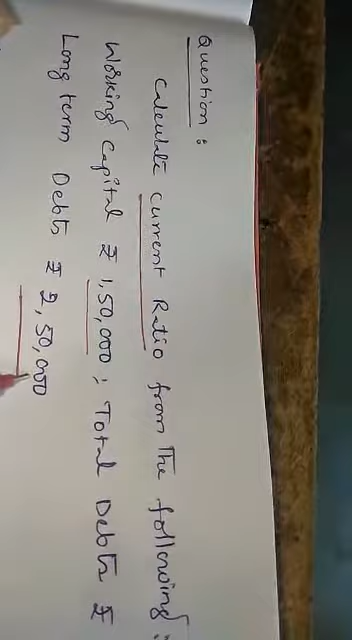 Question :
Calculate Current Ratio from The following :
Working Capital ₹ 1,50,000 ; Total Debts ₹
Long term Debts ₹ 2,50,000